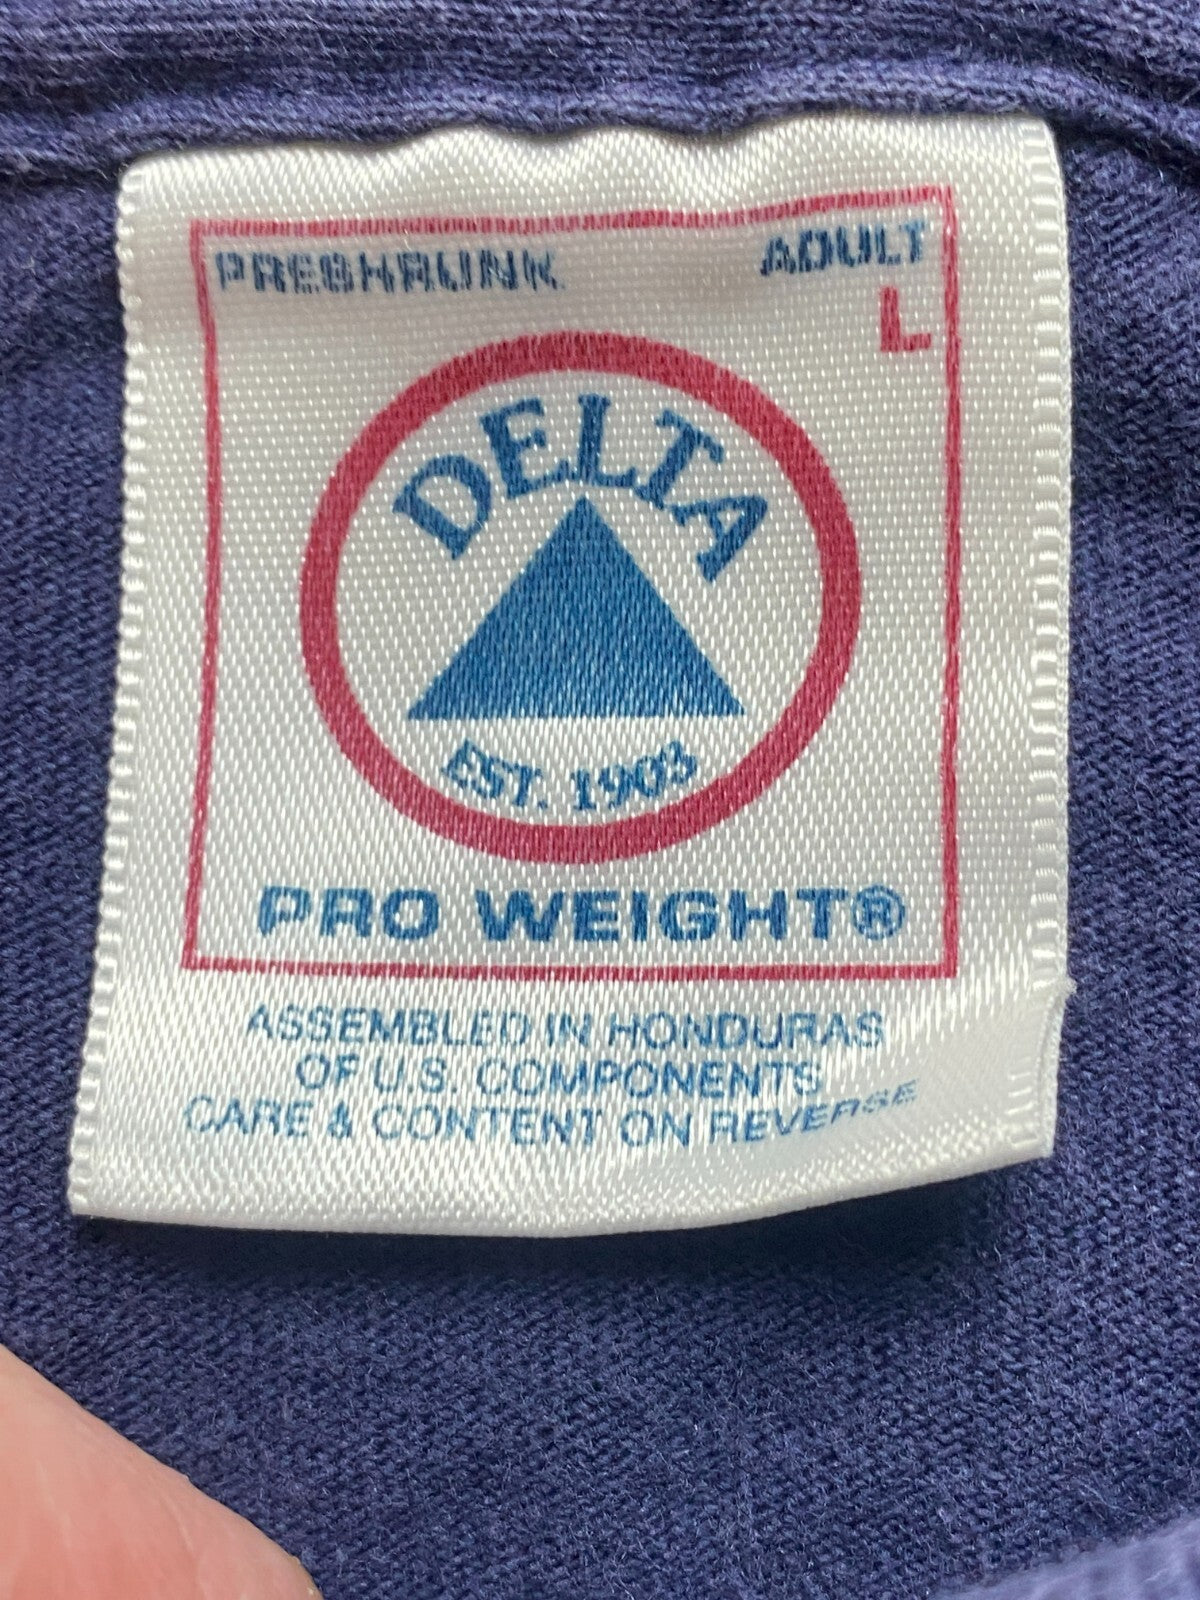 PRESHRUNK ADULT
L
DELTA
EST. 1903
PRO WEIGHT®
ASSEMBLED IN HONDURAS
OF U.S. COMPONENTS
CARE & CONTENT ON REVERSE